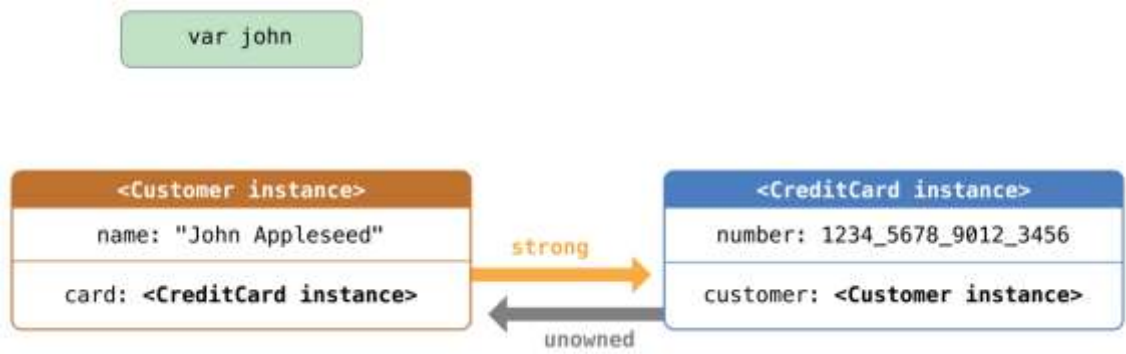 var john
<Customer instance>
name: "John Appleseed"
card: <CreditCard instance>
strong
unowned
<CreditCard instance>
number: 1234_5678_9012_3456
customer: <Customer instance>